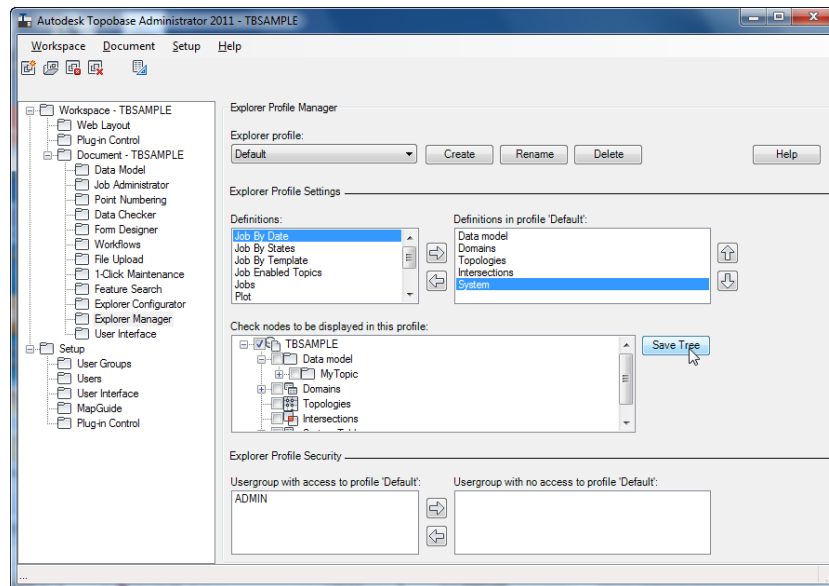 Autodesk Topobase Administrator 2011 - TBSAMPLE
Workspace Document Setup Help
Workspace - TBSAMPLE
Web Layout
Plug-in Control
Document - TBSAMPLE
Data Model
Job Administrator
Point Numbering
Data Checker
Form Designer
Workflows
File Upload
1-Click Maintenance
Feature Search
Explorer Configurator
Explorer Manager
User Interface
Setup
User Groups
Users
User Interface
MapGuide
Plug-in Control
Explorer Profile Manager
Explorer profile:
Default Create Rename Delete Help
Explorer Profile Settings
Definitions:
Job By Date
Job By States
Job By Template
Job Enabled Topics
Jobs
Plot
Definitions in profile 'Default':
Data model
Domains
Topologies
Intersections
System
Check nodes to be displayed in this profile:
TBSAMPLE
Data model
MyTopic
Domains
Topologies
Intersections
Save Tree
Explorer Profile Security
Usergroup with access to profile 'Default':
ADMIN
Usergroup with no access to profile 'Default':
...